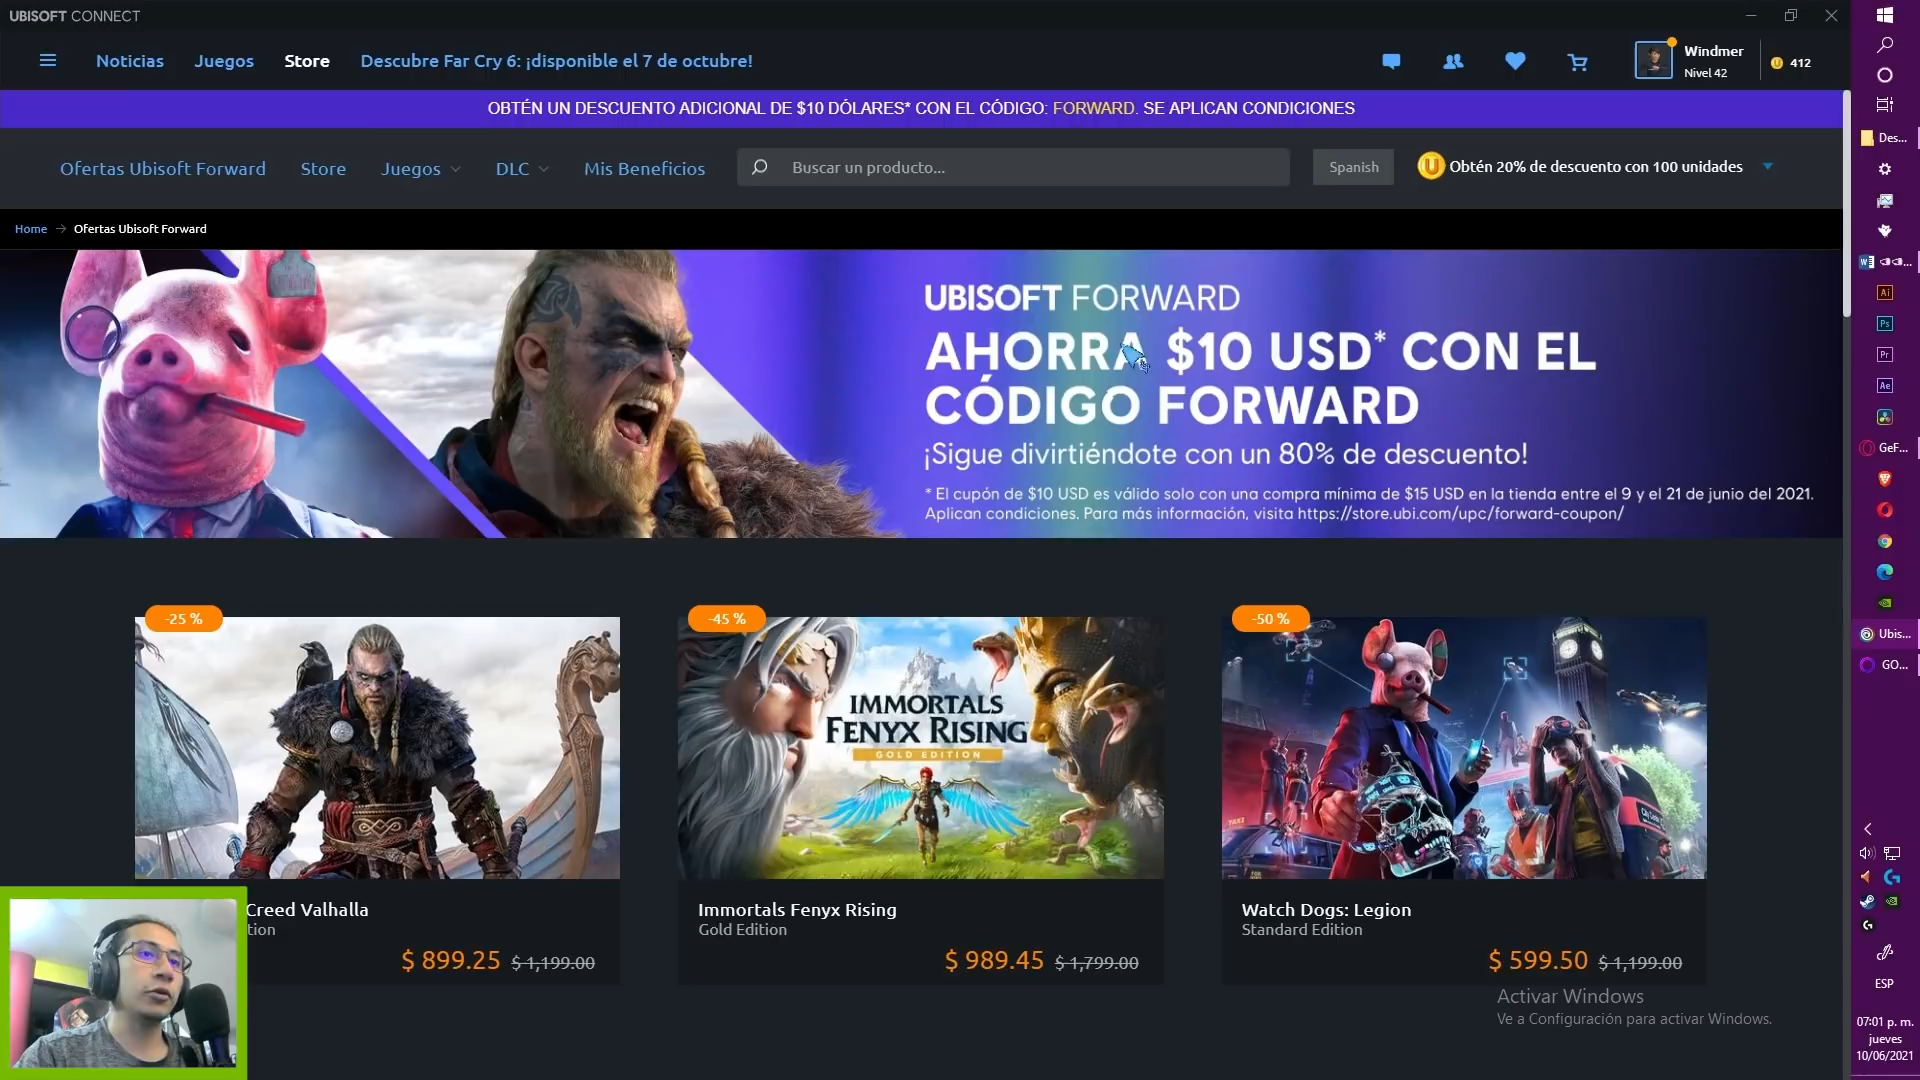 UBISOFT CONNECT
Noticias Juegos Store Descubre Far Cry 6: ¡disponible el 7 de octubre!
Windmer
Nivel 42
412
OBTÉN UN DESCUENTO ADICIONAL DE $10 DÓLARES* CON EL CÓDIGO: FORWARD. SE APLICAN CONDICIONES
Ofertas Ubisoft Forward Store Juegos DLC Mis Beneficios
Buscar un producto...
Spanish
Obtén 20% de descuento con 100 unidades
Home → Ofertas Ubisoft Forward
UBISOFT FORWARD
AHORRA $10 USD* CON EL
CÓDIGO FORWARD
¡Sigue divirtiéndote con un 80% de descuento!
* El cupón de $10 USD es válido solo con una compra mínima de $15 USD en la tienda entre el 9 y el 21 de junio del 2021.
Aplican condiciones. Para más información, visita https://store.ubi.com/upc/forward-coupon/
-25 %
-45 %
-50 %
IMMORTALS
FENYX RISING
GOLD EDITION
Creed Valhalla
tion
$ 899.25 $ 1,199.00
Immortals Fenyx Rising
Gold Edition
$ 989.45 $ 1,799.00
Watch Dogs: Legion
Standard Edition
$ 599.50 $ 1,199.00
Activar Windows
Ve a Configuración para activar Windows.
Des...
Ai
Ps
Pr
Ae
GeF...
Ubis...
GO...
ESP
07:01 p. m.
jueves
10/06/2021